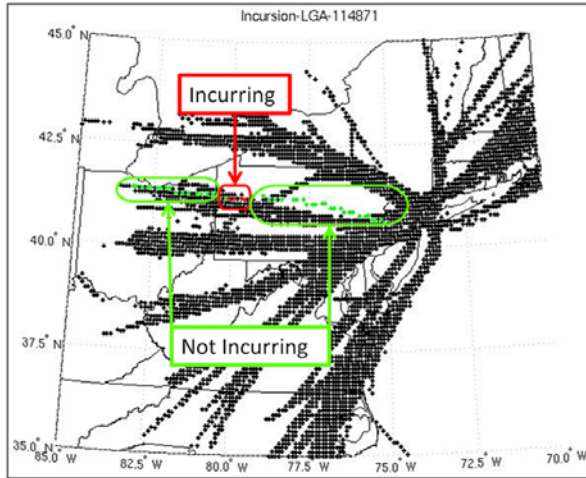 Incursion-LGA-114871
45.0° N
Incurring
42.5° N
40.0° N
Not Incurring
37.5° N
35.0° N
85.0° W
82.5° W
80.0° W
77.5° W
75.0° W
72.5° W
70.0° W